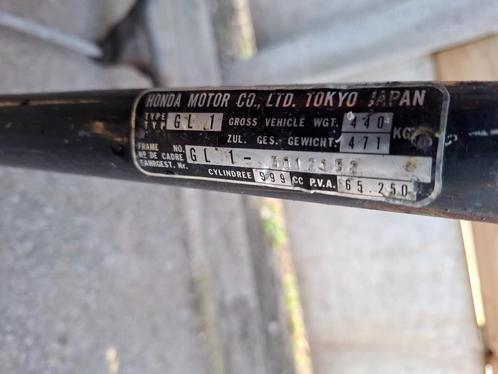 HONDA MOTOR CO., LTD. TOKYO JAPAN
TYPE GL 1 GROSS VEHICLE WGT. 440
TYP ZUL. GES. GEWICHT. 471 KG
FRAME NO.
Nº DE CADRE GL 1-
FAHRGEST. Nr. CYLINDREE 999 CC P.V.A. 65.250